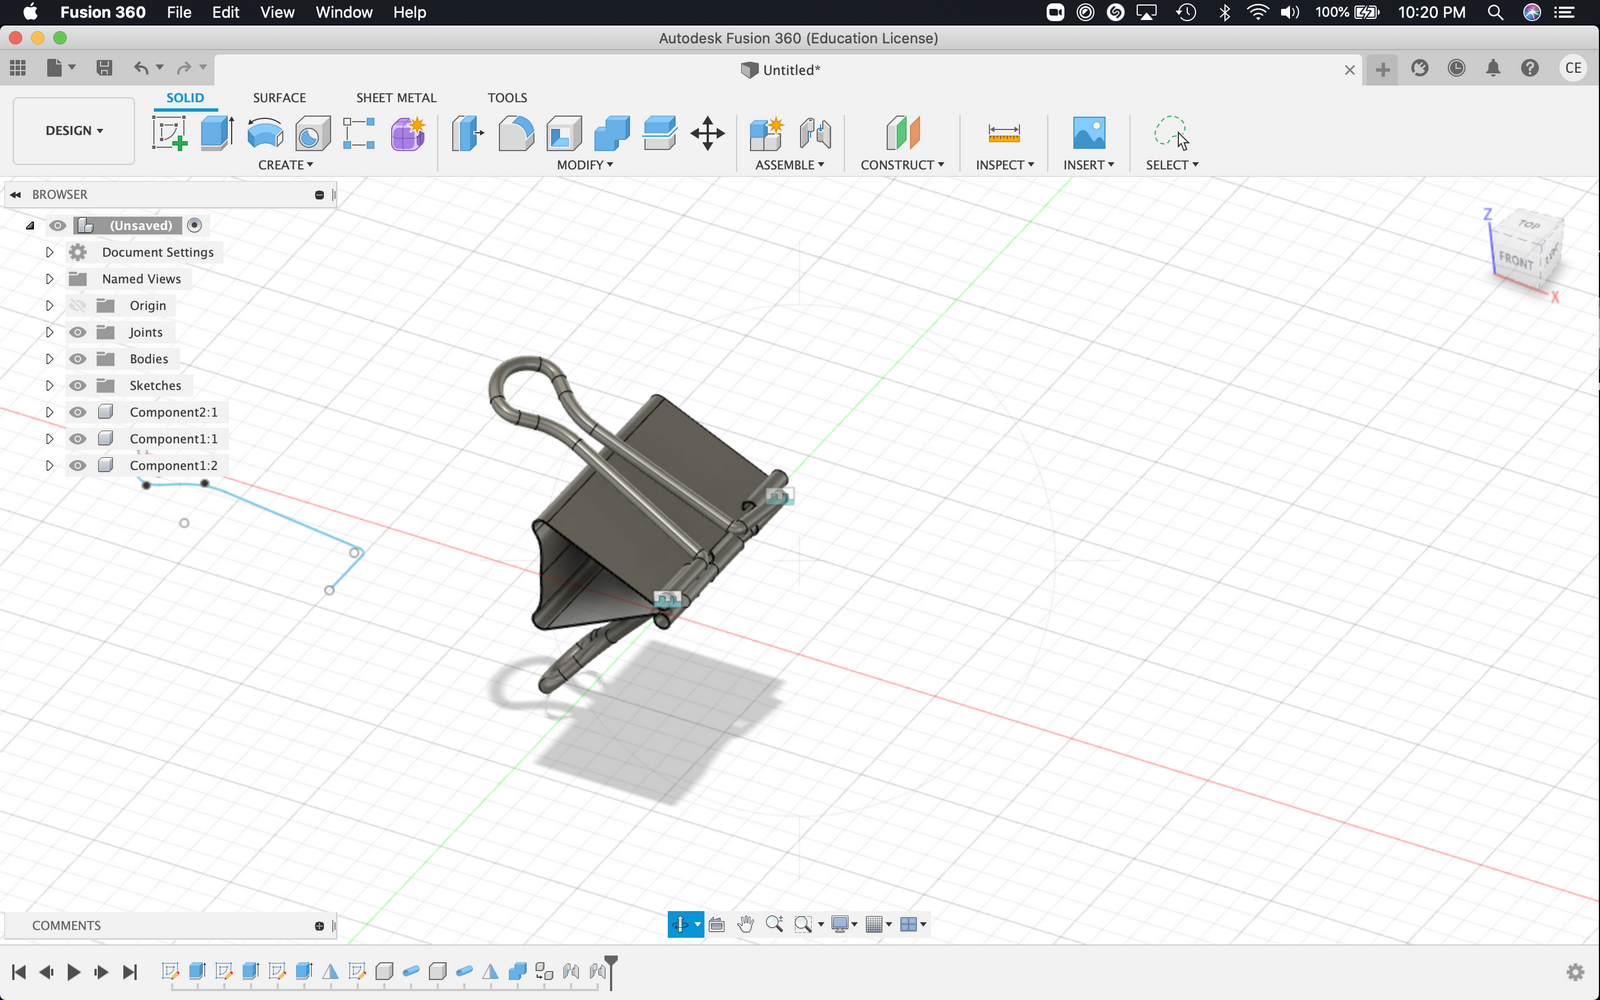 Fusion 360 File Edit View Window Help 100% 10:20 PM
Autodesk Fusion 360 (Education License)
Untitled* CE
SOLID SURFACE SHEET METAL TOOLS
DESIGN
CREATE MODIFY ASSEMBLE CONSTRUCT INSPECT INSERT SELECT
BROWSER
(Unsaved)
Document Settings
Named Views
Origin
Joints
Bodies
Sketches
Component2:1
Component1:1
Component1:2
Z
TOP
FRONT
X
COMMENTS